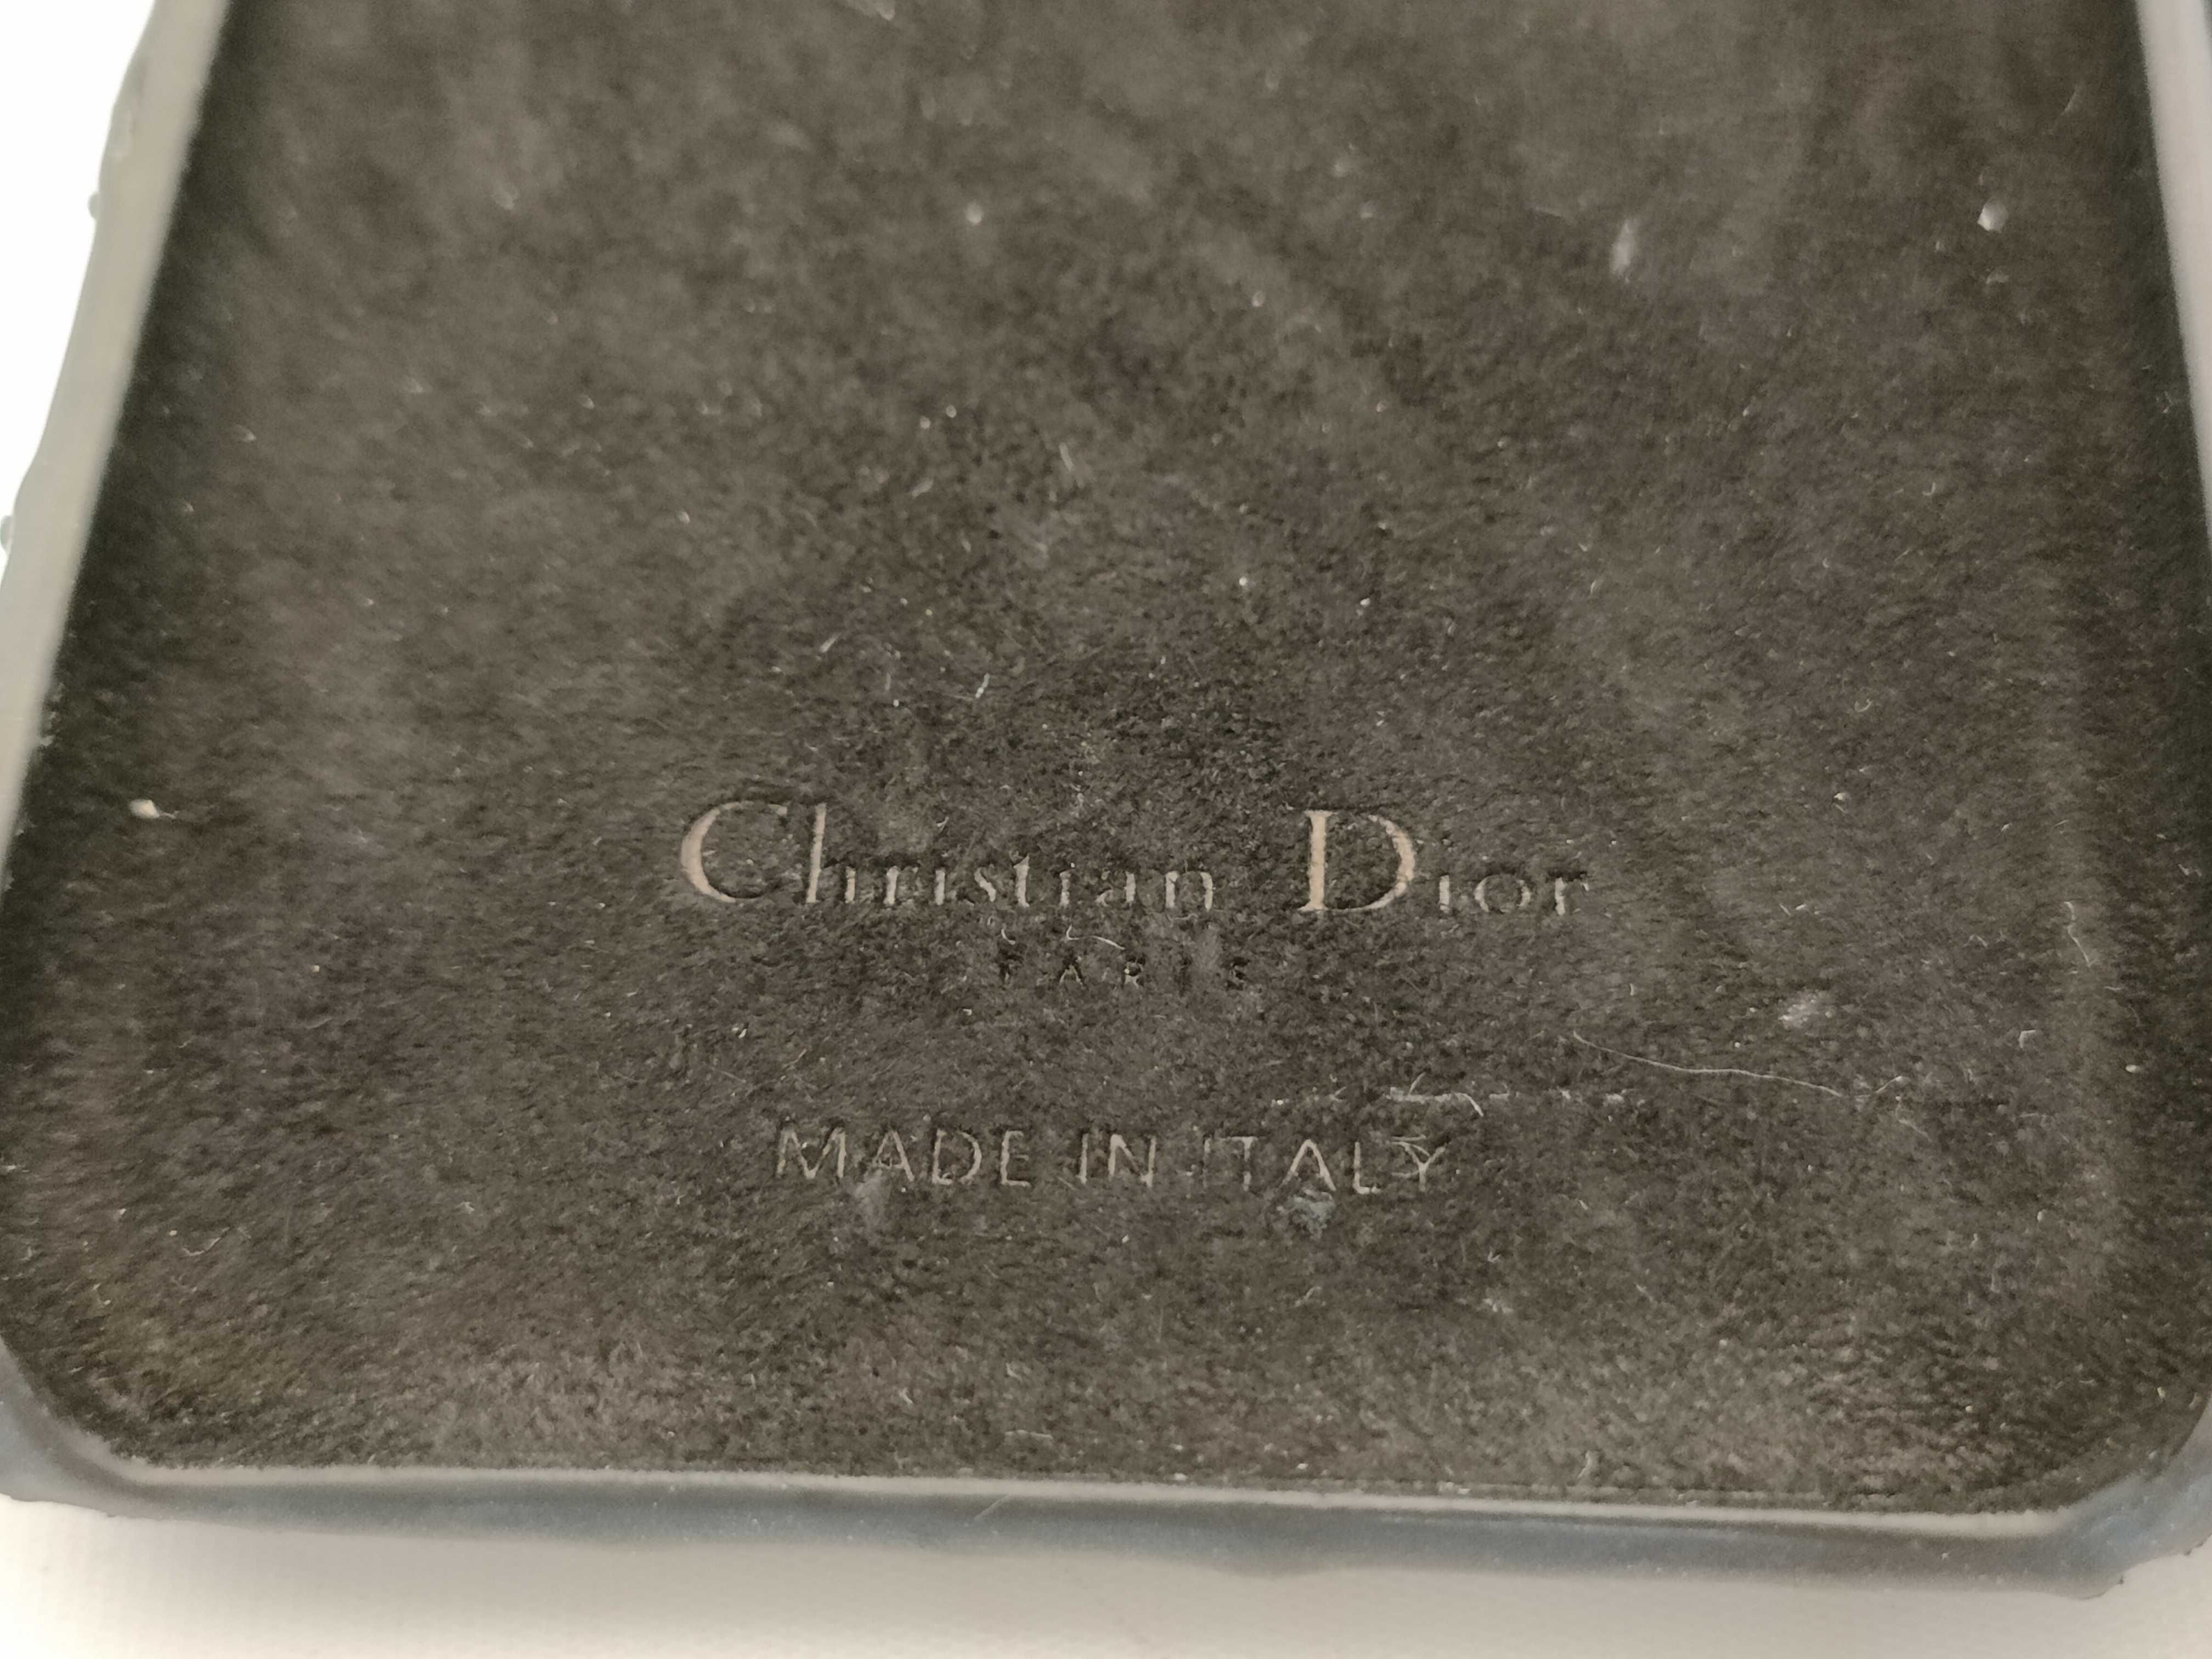 Christian Dior
PARIS
MADE IN ITALY